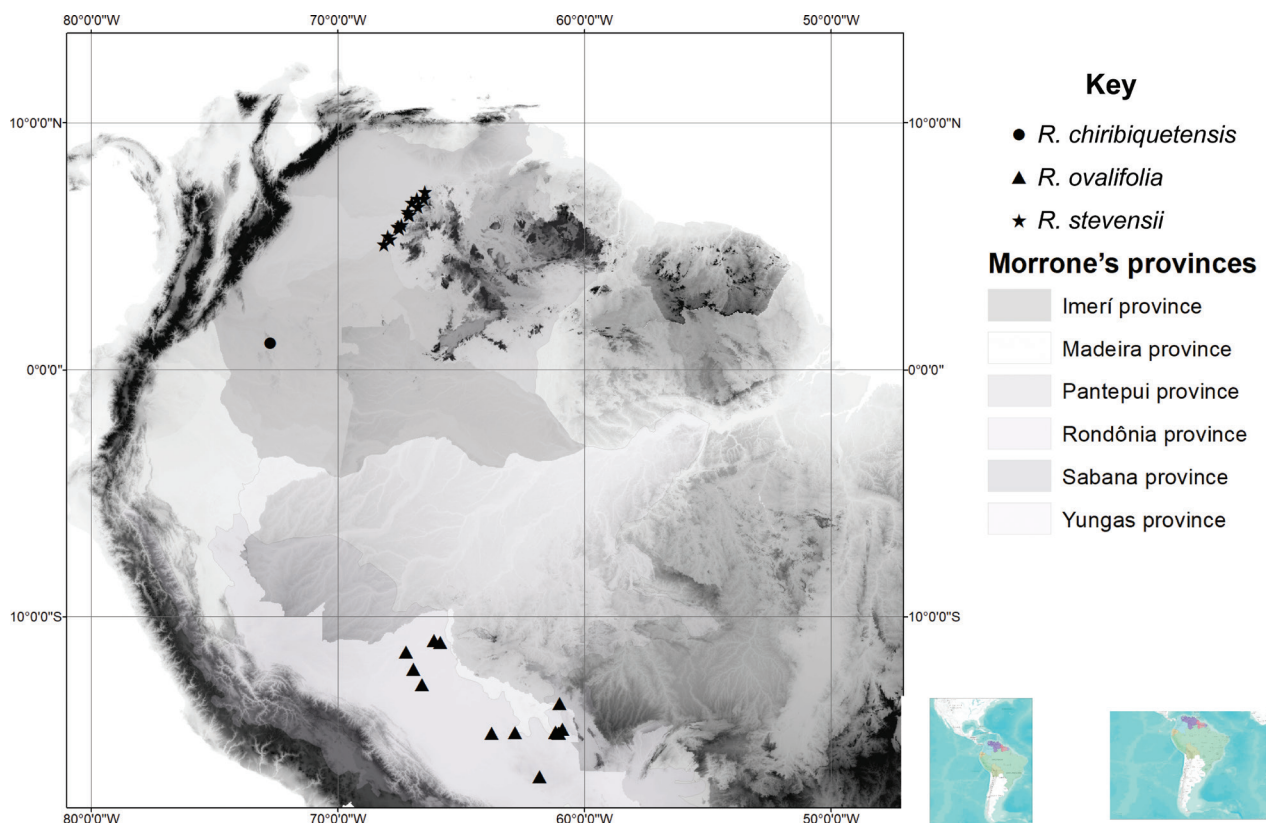 80°0'0"W 70°0'0"W 60°0'0"W 50°0'0"W
10°0'0"N 10°0'0"N
0°0'0" 0°0'0"
10°0'0"S 10°0'0"S
80°0'0"W 70°0'0"W 60°0'0"W 50°0'0"W
Key
R. chiribiquetensis
R. ovalifolia
R. stevensii
Morrone's provinces
Imerí province
Madeira province
Pantepui province
Rondônia province
Sabana province
Yungas province